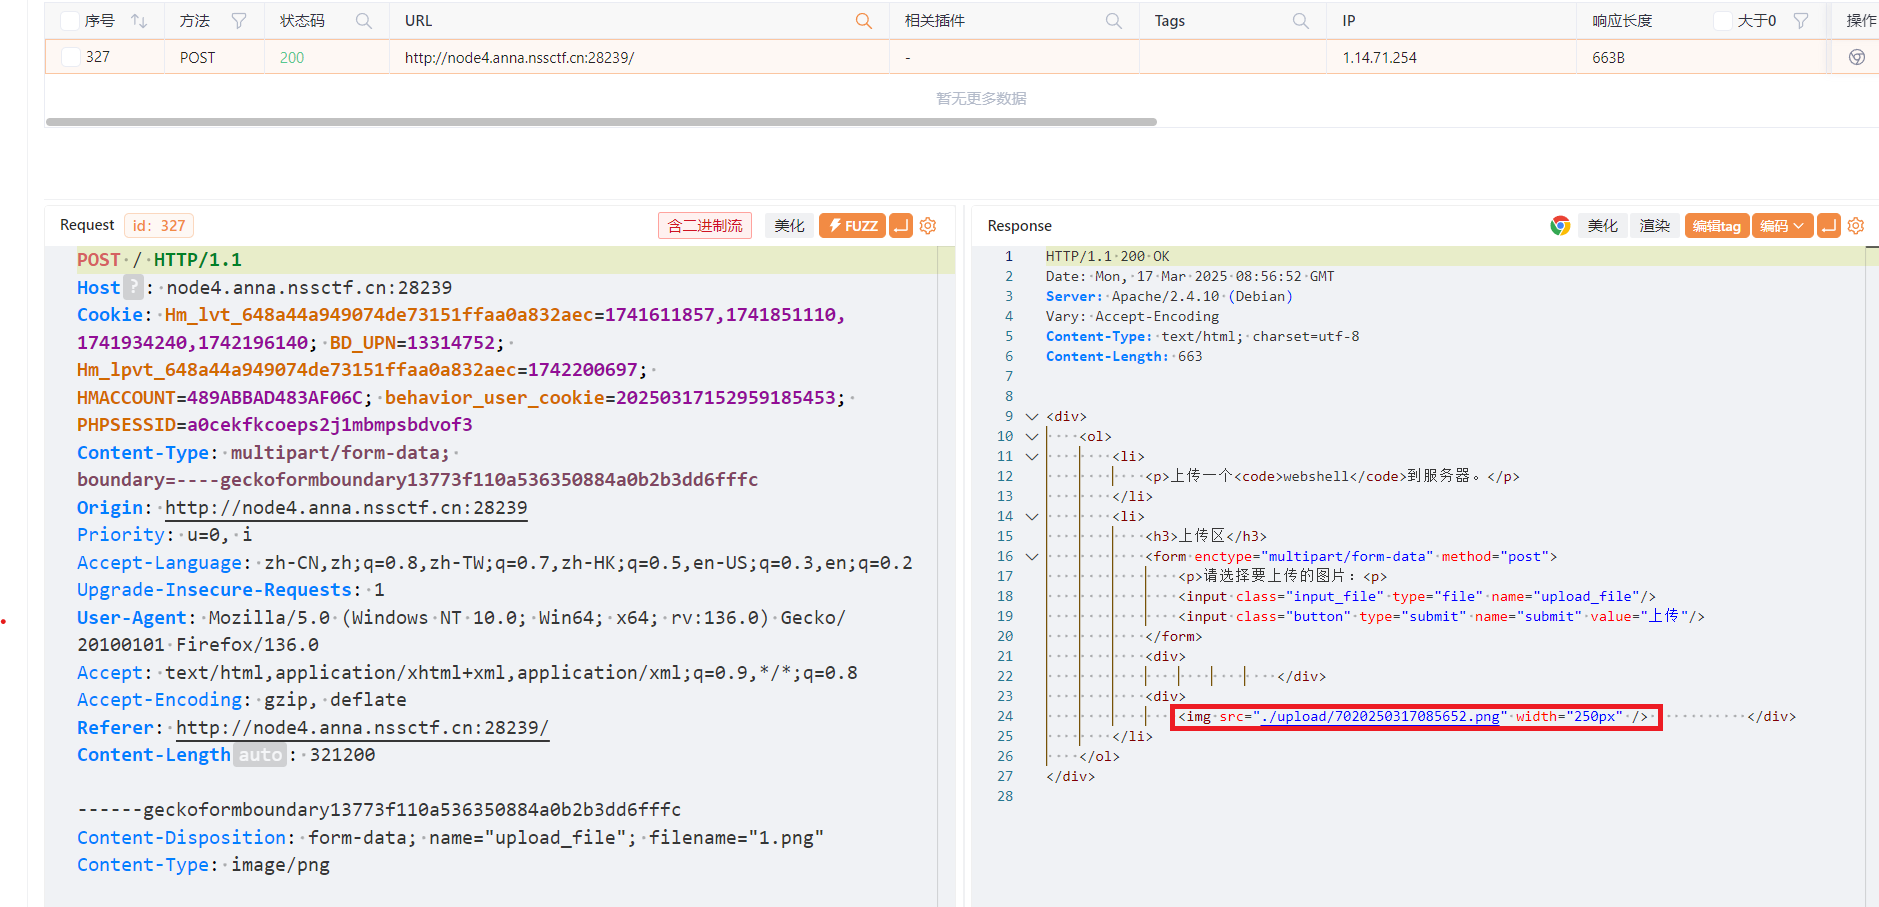 序号 方法 状态码 URL 相关插件 Tags IP 响应长度 大于0 操作
327 POST 200 http://node4.anna.nssctf.cn:28239/ - 1.14.71.254 663B
暂无更多数据
Request id: 327 含二进制流 美化 FUZZ
POST / HTTP/1.1
Host ? : node4.anna.nssctf.cn:28239
Cookie: Hm_lvt_648a44a949074de73151ffaa0a832aec=1741611857,1741851110,
1741934240,1742196140; BD_UPN=13314752;
Hm_lpvt_648a44a949074de73151ffaa0a832aec=1742200697;
HMACCOUNT=489ABBAD483AF06C; behavior_user_cookie=20250317152959185453;
PHPSESSID=a0cekfkcoeps2j1mbmpsbdvof3
Content-Type: multipart/form-data;
boundary=----geckoformboundary13773f110a536350884a0b2b3dd6fffc
Origin: http://node4.anna.nssctf.cn:28239
Priority: u=0, i
Accept-Language: zh-CN,zh;q=0.8,zh-TW;q=0.7,zh-HK;q=0.5,en-US;q=0.3,en;q=0.2
Upgrade-Insecure-Requests: 1
User-Agent: Mozilla/5.0 (Windows NT 10.0; Win64; x64; rv:136.0) Gecko/
20100101 Firefox/136.0
Accept: text/html,application/xhtml+xml,application/xml;q=0.9,*/*;q=0.8
Accept-Encoding: gzip, deflate
Referer: http://node4.anna.nssctf.cn:28239/
Content-Length auto : 321200
------geckoformboundary13773f110a536350884a0b2b3dd6fffc
Content-Disposition: form-data; name="upload_file"; filename="1.png"
Content-Type: image/png
Response 美化 渲染 编辑tag 编码
1 HTTP/1.1 200 OK
2 Date: Mon, 17 Mar 2025 08:56:52 GMT
3 Server: Apache/2.4.10 (Debian)
4 Vary: Accept-Encoding
5 Content-Type: text/html; charset=utf-8
6 Content-Length: 663
7
8
9 <div>
10 <ol>
11 <li>
12 <p>上传一个<code>webshell</code>到服务器。</p>
13 </li>
14 <li>
15 <h3>上传区</h3>
16 <form enctype="multipart/form-data" method="post">
17 <p>请选择要上传的图片：<p>
18 <input class="input_file" type="file" name="upload_file"/>
19 <input class="button" type="submit" name="submit" value="上传"/>
20 </form>
21 <div>
22 </div>
23 <div>
24 <img src="./upload/7020250317085652.png" width="250px" /> </div>
25 </li>
26 </ol>
27 </div>
28